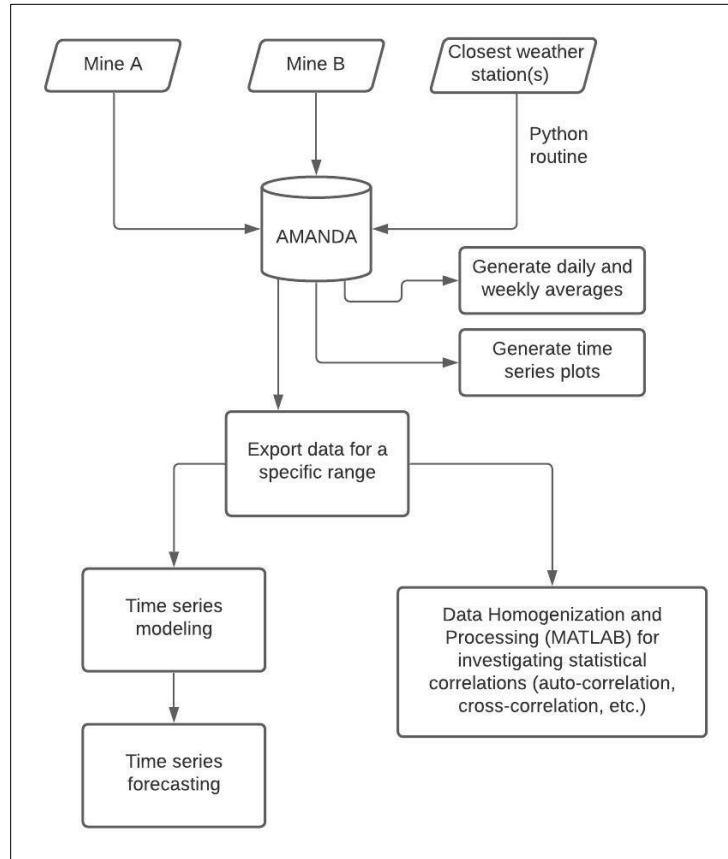 Mine A
Mine B
Closest weather
station(s)
Python
routine
AMANDA
Generate daily and
weekly averages
Generate time
series plots
Export data for a
specific range
Time series
modeling
Data Homogenization and
Processing (MATLAB) for
investigating statistical
correlations (auto-correlation,
cross-correlation, etc.)
Time series
forecasting